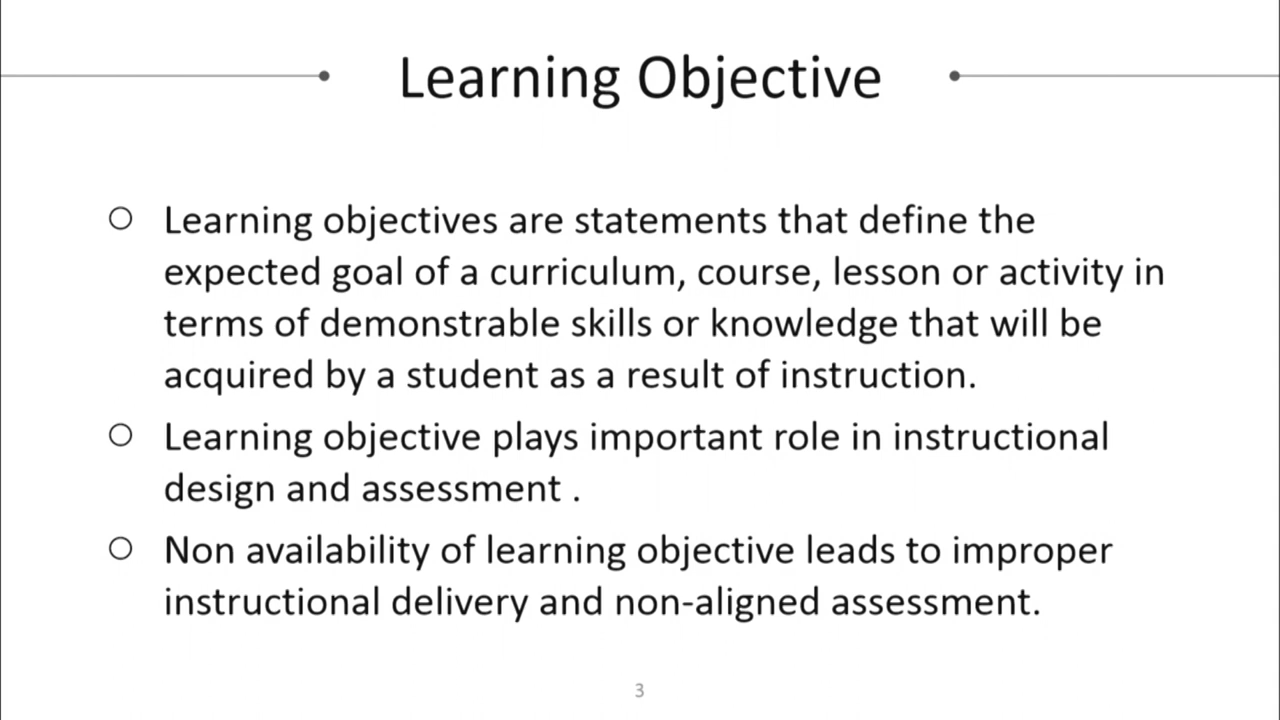 Learning Objective
Learning objectives are statements that define the
expected goal of a curriculum, course, lesson or activity in
terms of demonstrable skills or knowledge that will be
acquired by a student as a result of instruction.
Learning objective plays important role in instructional
design and assessment .
Non availability of learning objective leads to improper
instructional delivery and non-aligned assessment.
3